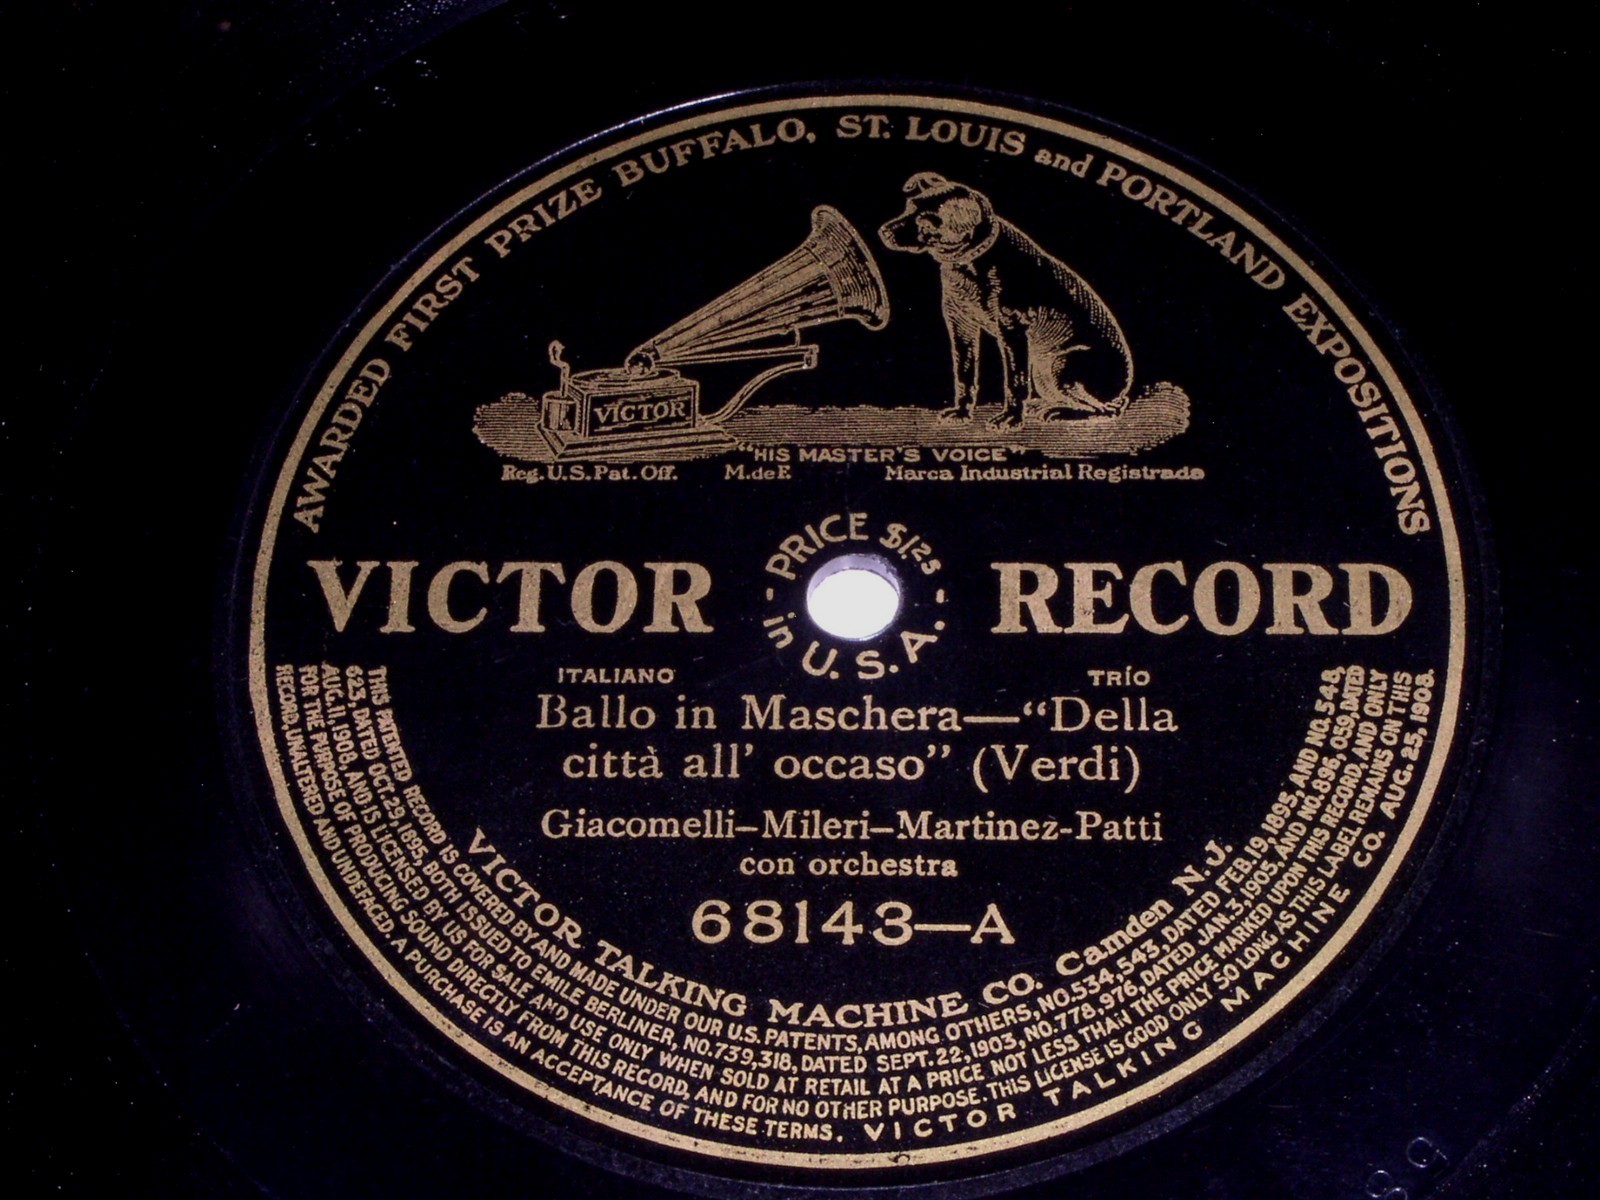 AWARDED FIRST PRIZE BUFFALO, ST. LOUIS and PORTLAND EXPOSITIONS
VICTOR
"HIS MASTER'S VOICE"
Reg. U.S. Pat. Off. M. de F. Marca Industrial Registrada
PRICE $1.25
in U.S.A.
VICTOR RECORD
ITALIANO TRÍO
Ballo in Maschera—"Della
città all' occaso" (Verdi)
Giacomelli–Mileri–Martinez-Patti
con orchestra
68143—A
VICTOR TALKING MACHINE CO. Camden N.J.
THIS PATENTED RECORD IS COVERED BY AND MADE UNDER OUR U.S. PATENTS, AMONG OTHERS, NO. 534,543, DATED FEB. 19, 1895, AND NO. 548,
623, DATED OCT. 29, 1895, BOTH ISSUED TO EMILE BERLINER, NO. 739,318, DATED SEPT. 22, 1903, NO. 778,976, DATED JAN. 3, 1905, AND NO. 896,059, DATED
AUG. 11, 1908, AND IS LICENSED BY US FOR SALE AND USE ONLY WHEN SOLD AT RETAIL AT A PRICE NOT LESS THAN THE PRICE MARKED UPON THIS RECORD, AND ONLY
FOR THE PURPOSE OF PRODUCING SOUND DIRECTLY FROM THIS RECORD, AND FOR NO OTHER PURPOSE. THIS LICENSE IS GOOD ONLY SO LONG AS THIS LABEL REMAINS ON THIS
RECORD, UNALTERED AND UNDEFACED, A PURCHASE IS AN ACCEPTANCE OF THESE TERMS. VICTOR TALKING MACHINE CO. AUG. 25, 1908.